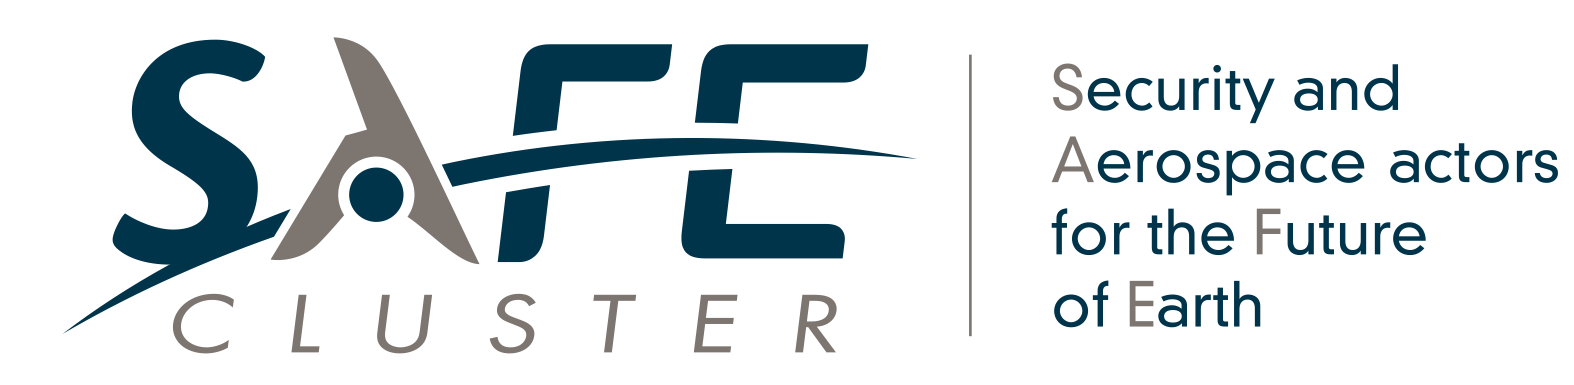 SAFE
CLUSTER
Security and
Aerospace actors
for the Future
of Earth